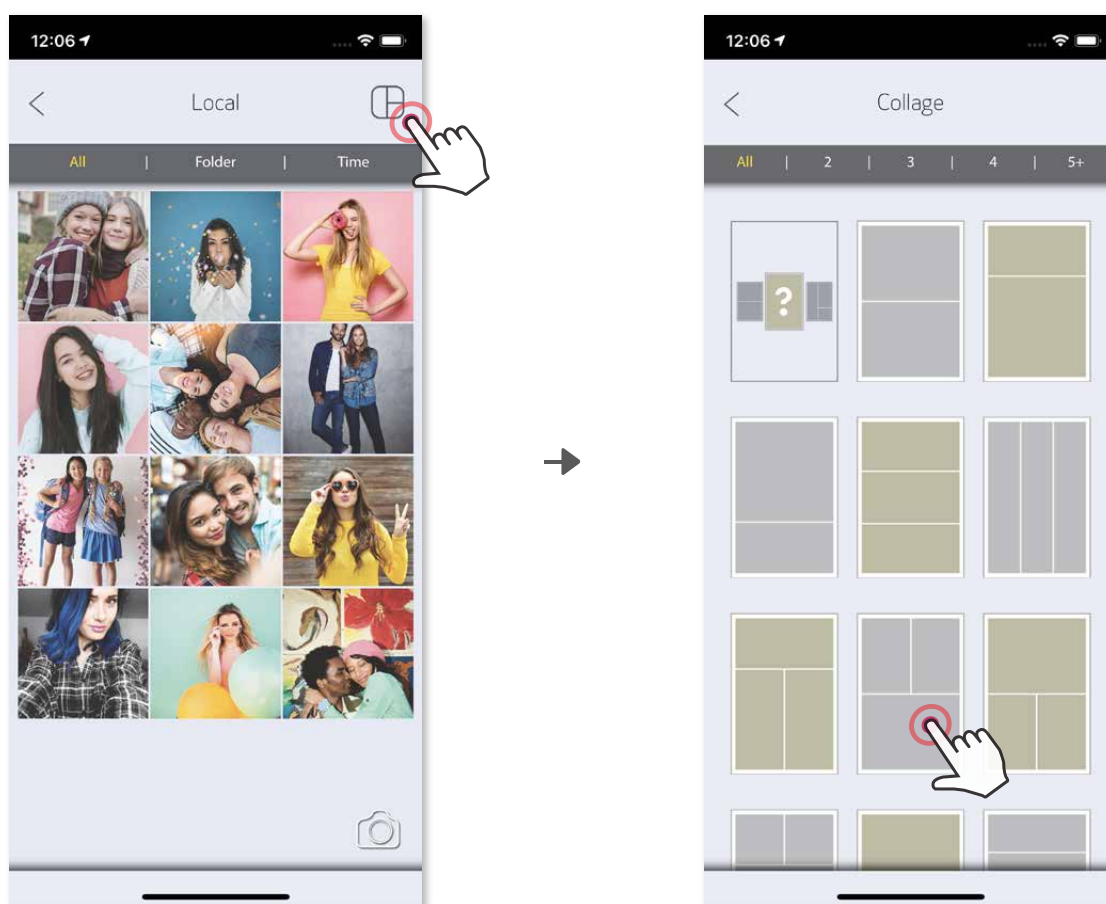 12:06
Local
All | Folder | Time
12:06
Collage
All | 2 | 3 | 4 | 5+
?